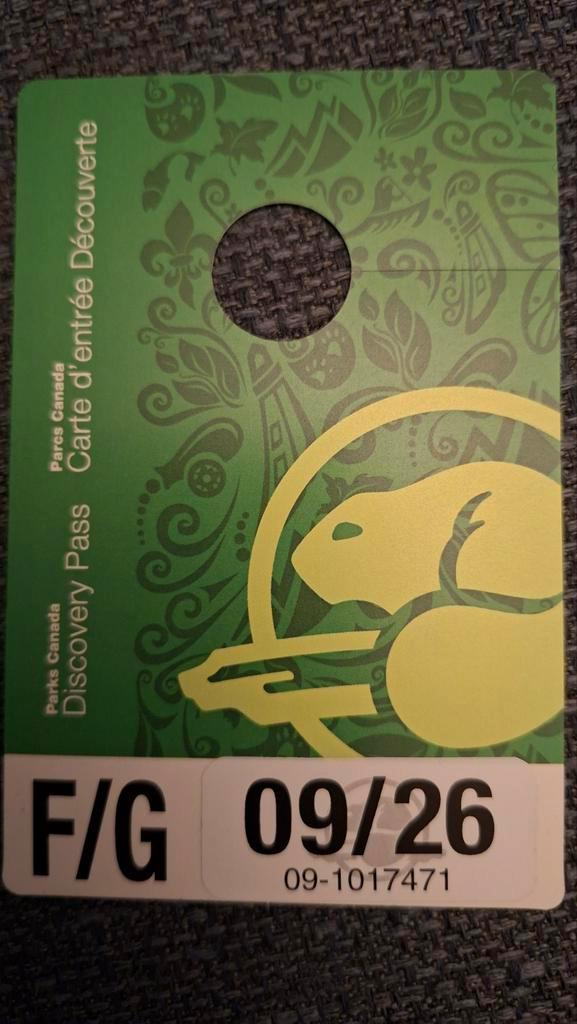 Parks Canada
Discovery Pass
Parcs Canada
Carte d'entrée Découverte
F/G
09/26
09-1017471